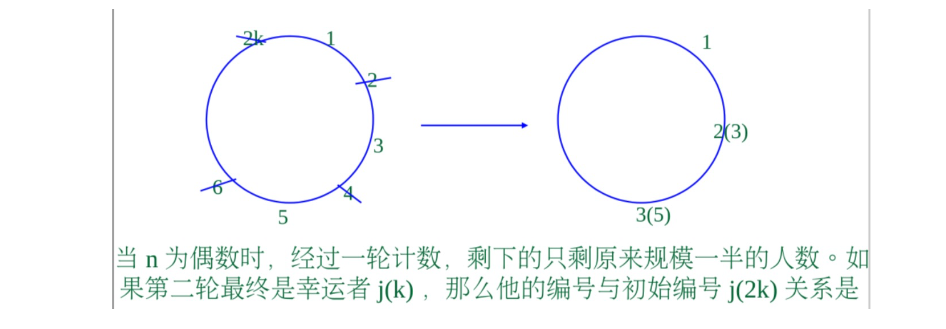 2k 1
2
3
4
5
6
1
2(3)
3(5)
当 n 为偶数时，经过一轮计数，剩下的只剩原来规模一半的人数。如
果第二轮最终是幸运者 j(k) ，那么他的编号与初始编号 j(2k) 关系是